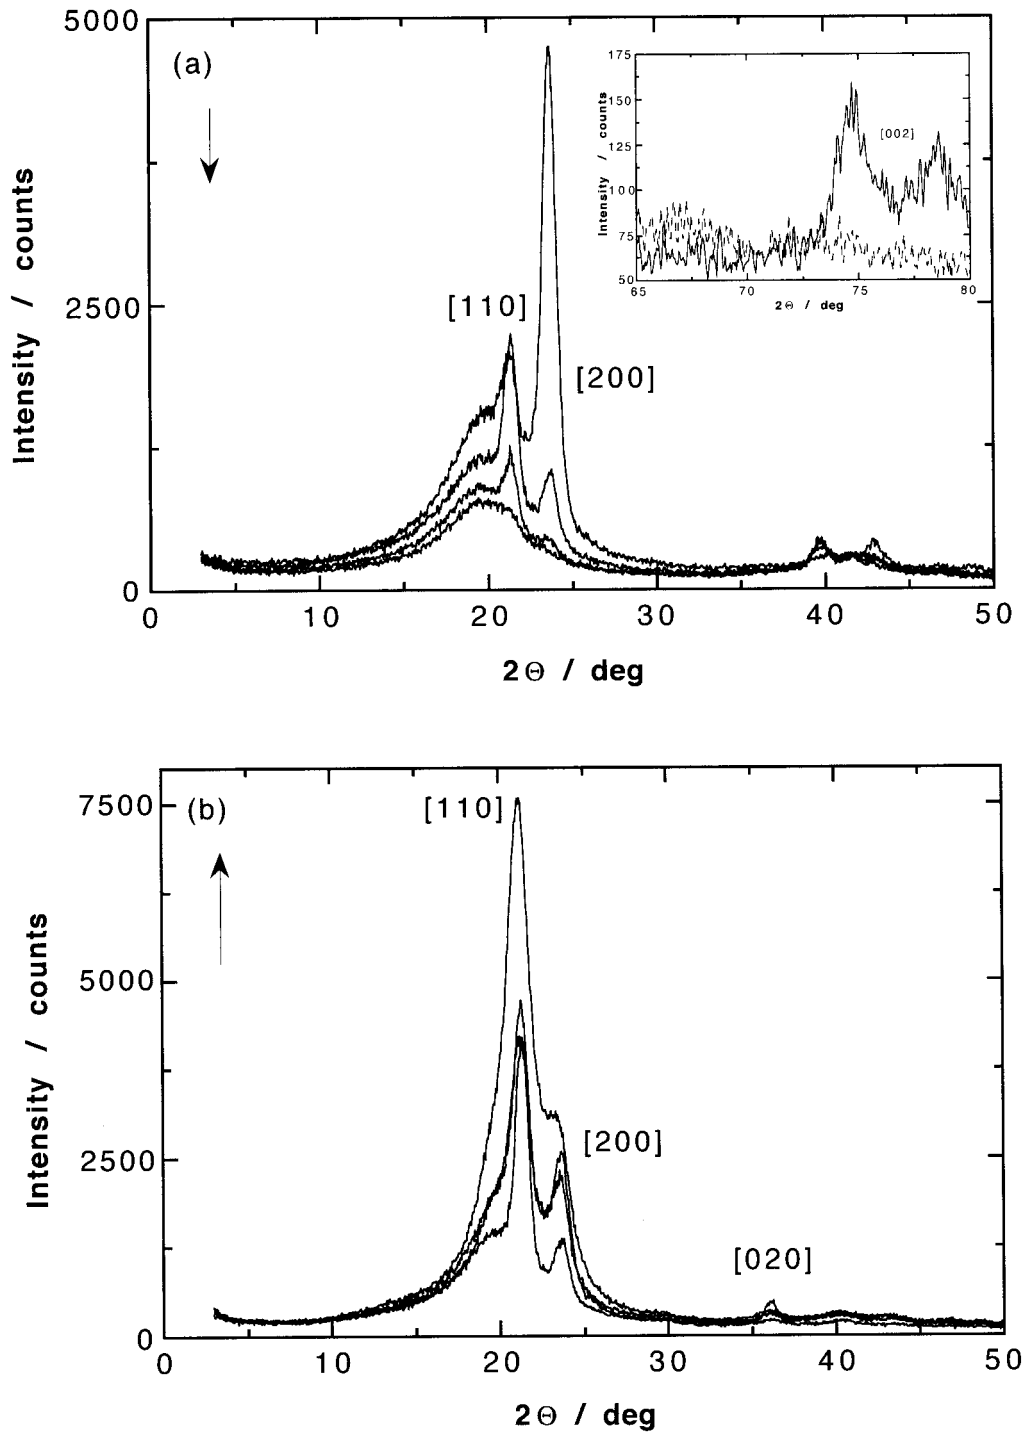 5000
(a)
[110]
[200]
2500
0
Intensity / counts
0 10 20 30 40 50
2Θ / deg
175
150
125
100
75
50
Intensity / counts
[002]
65 70 75 80
2Θ / deg
7500
(b)
[110]
5000
[200]
2500
[020]
0
Intensity / counts
0 10 20 30 40 50
2Θ / deg